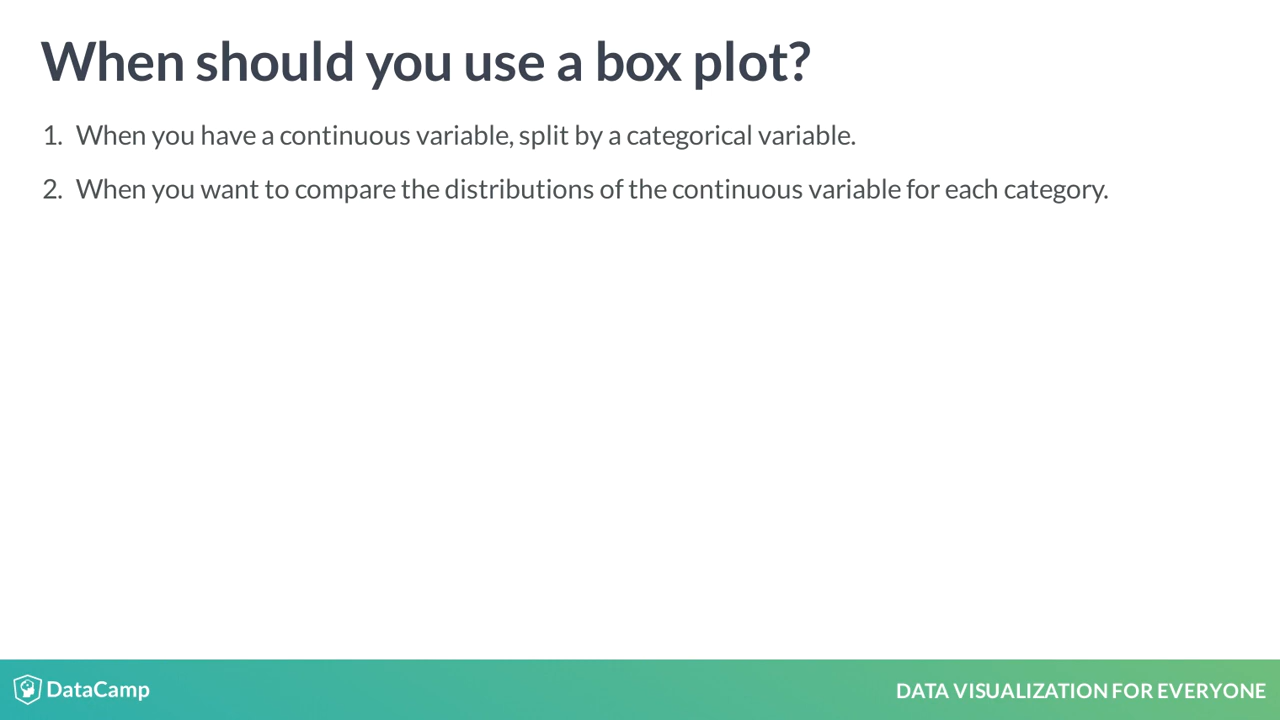 When should you use a box plot?
1. When you have a continuous variable, split by a categorical variable.
2. When you want to compare the distributions of the continuous variable for each category.
DataCamp
DATA VISUALIZATION FOR EVERYONE